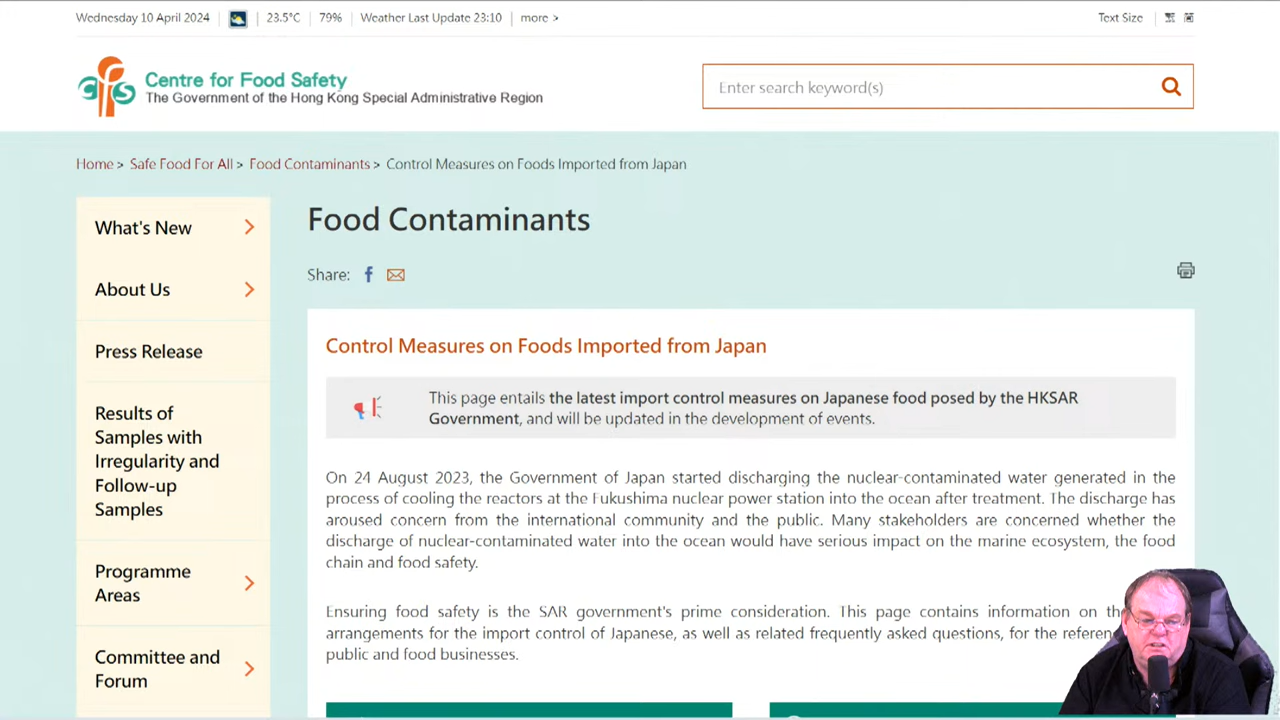 Wednesday 10 April 2024 23.5°C 79% Weather Last Update 23:10 more > Text Size 繁 簡
cfs Centre for Food Safety
The Government of the Hong Kong Special Administrative Region
Enter search keyword(s)
Home > Safe Food For All > Food Contaminants > Control Measures on Foods Imported from Japan
What's New
About Us
Press Release
Results of
Samples with
Irregularity and
Follow-up
Samples
Programme
Areas
Committee and
Forum
Food Contaminants
Share:
Control Measures on Foods Imported from Japan
This page entails the latest import control measures on Japanese food posed by the HKSAR
Government, and will be updated in the development of events.
On 24 August 2023, the Government of Japan started discharging the nuclear-contaminated water generated in the
process of cooling the reactors at the Fukushima nuclear power station into the ocean after treatment. The discharge has
aroused concern from the international community and the public. Many stakeholders are concerned whether the
discharge of nuclear-contaminated water into the ocean would have serious impact on the marine ecosystem, the food
chain and food safety.
Ensuring food safety is the SAR government's prime consideration. This page contains information on
arrangements for the import control of Japanese, as well as related frequently asked questions, for the
public and food businesses.